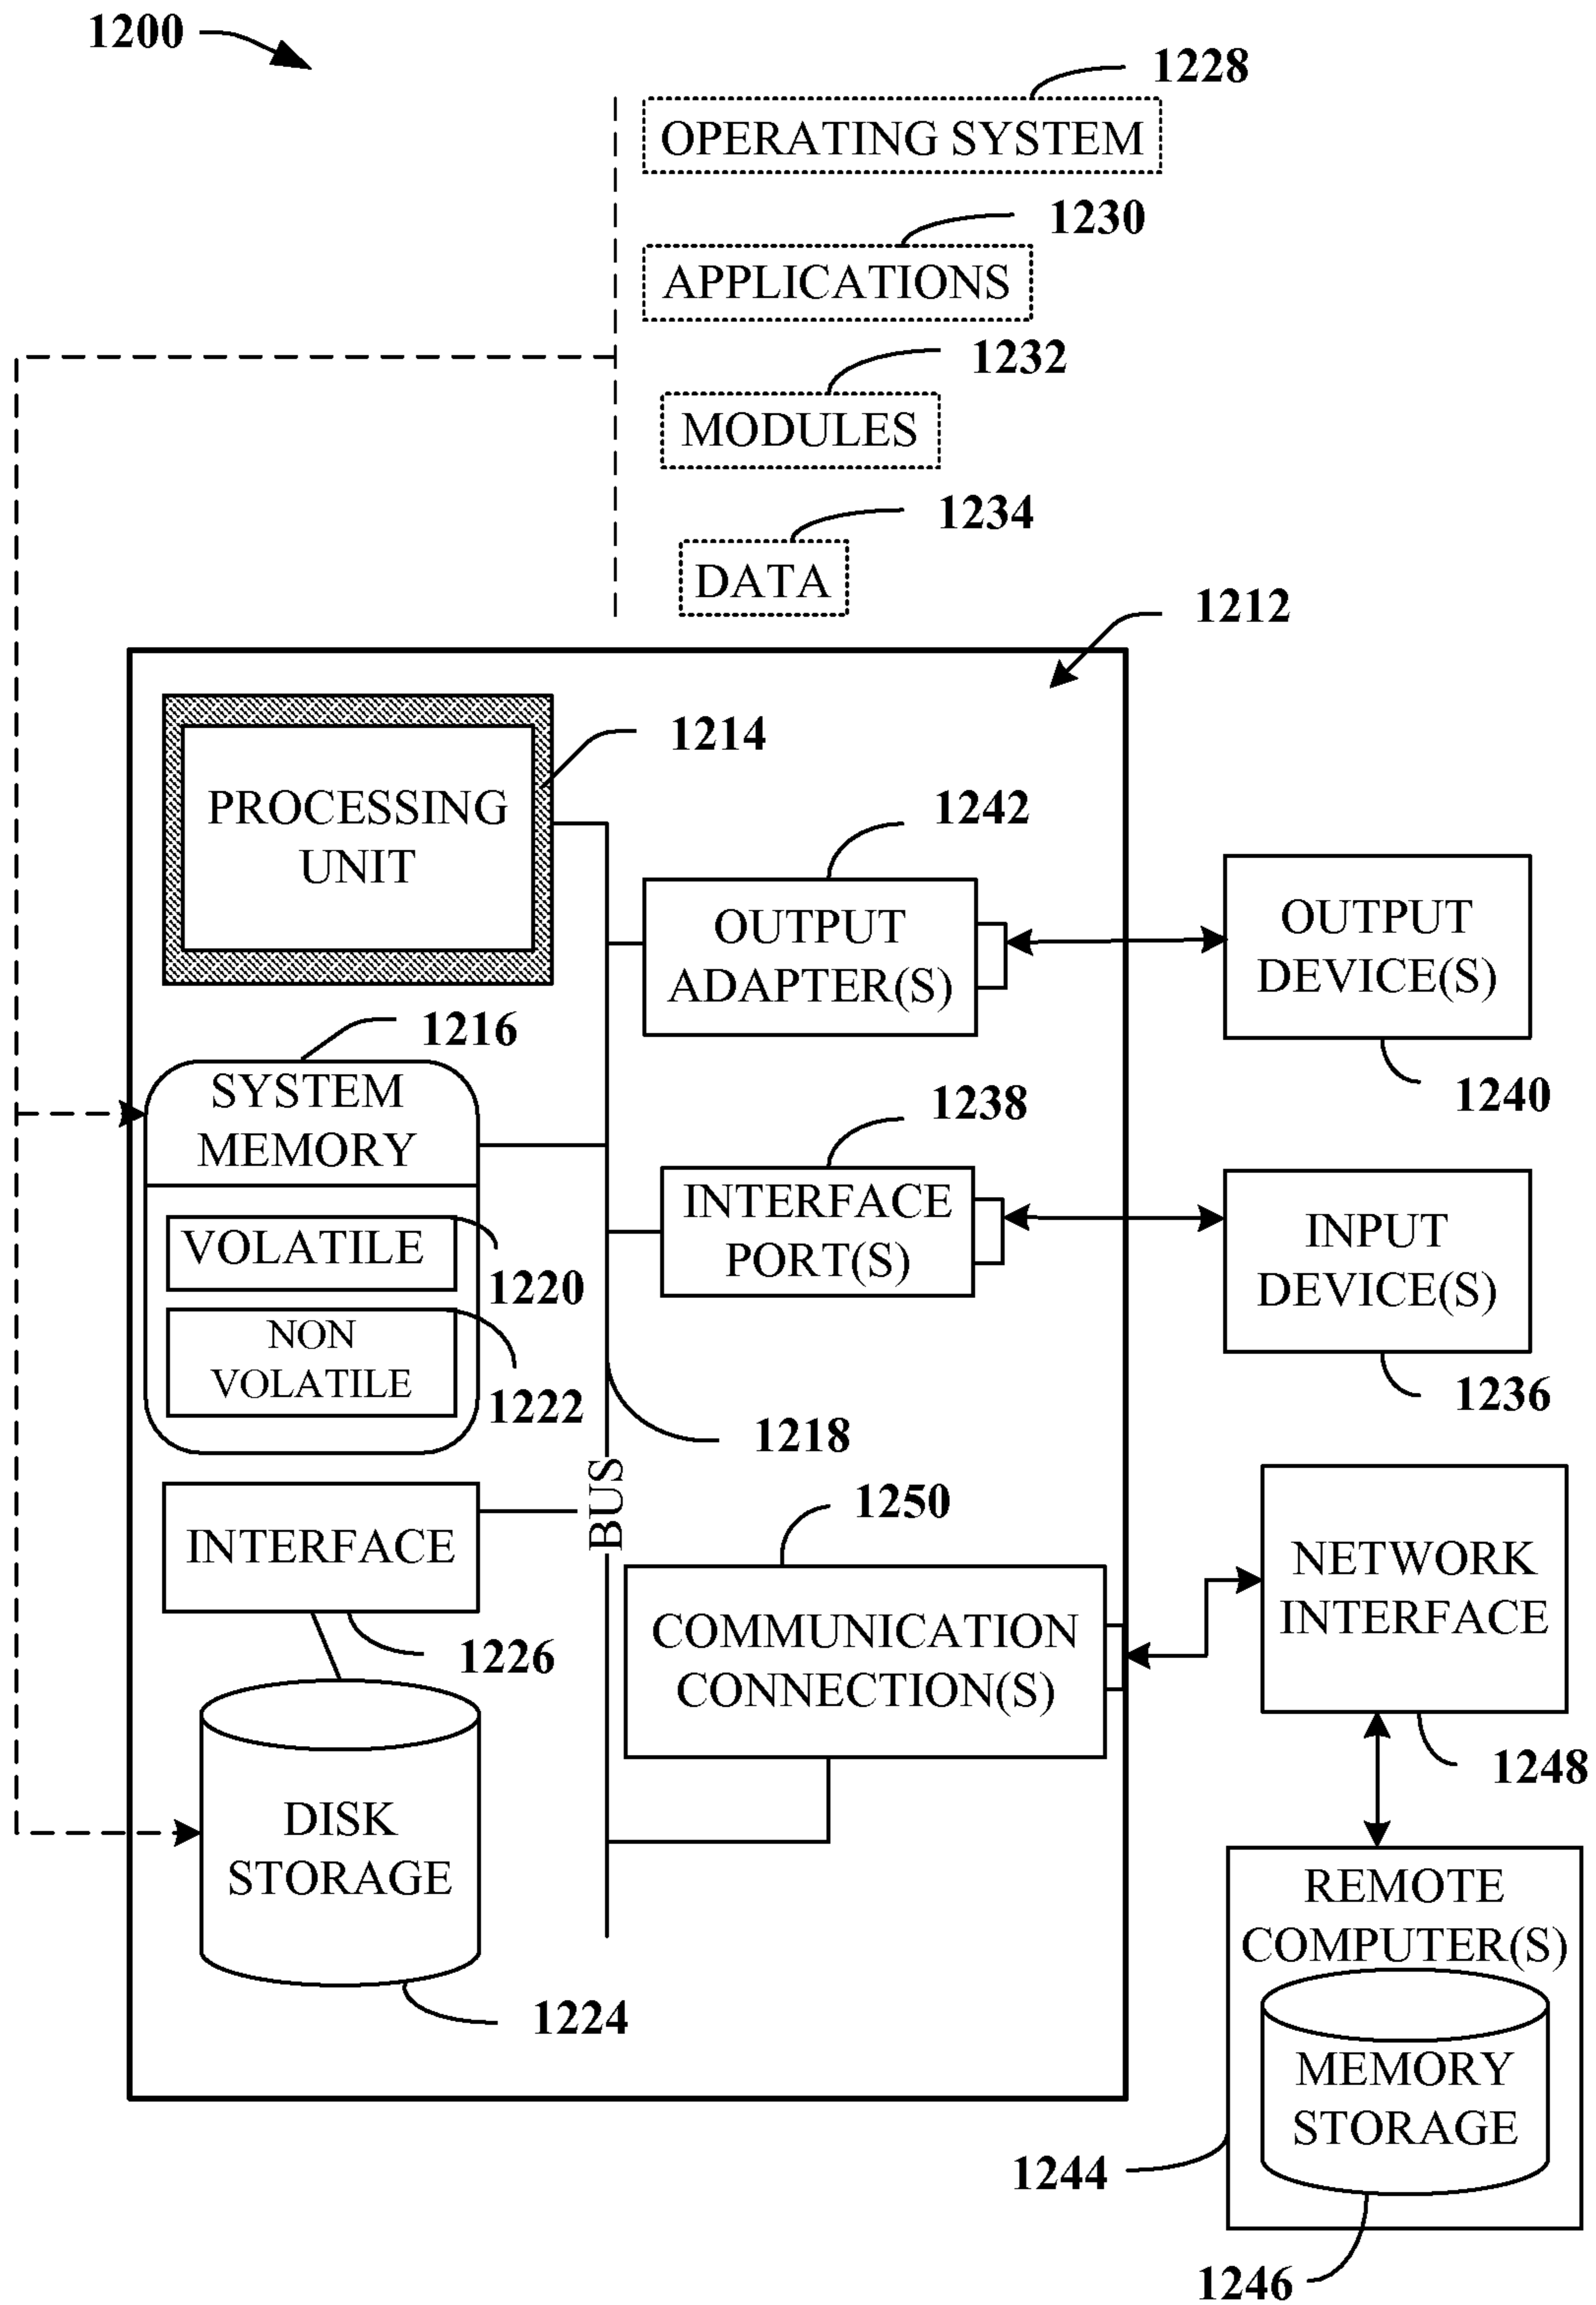 1200
1228
OPERATING SYSTEM
1230
APPLICATIONS
1232
MODULES
1234
DATA
1212
1214
PROCESSING
UNIT
1242
OUTPUT
ADAPTER(S)
OUTPUT
DEVICE(S)
1240
1216
SYSTEM
MEMORY
VOLATILE
1220
NON
VOLATILE
1222
1238
INTERFACE
PORT(S)
INPUT
DEVICE(S)
1236
1218
BUS
INTERFACE
1226
1250
COMMUNICATION
CONNECTION(S)
NETWORK
INTERFACE
1248
DISK
STORAGE
1224
REMOTE
COMPUTER(S)
MEMORY
STORAGE
1244
1246